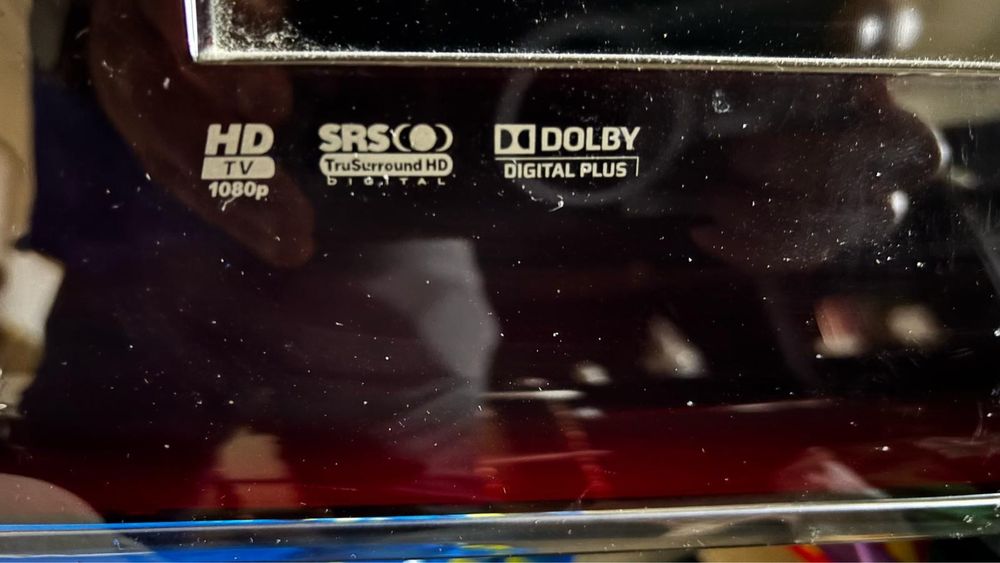 HD
TV
1080p
SRS
TruSurround HD
DIGITAL
DOLBY
DIGITAL PLUS